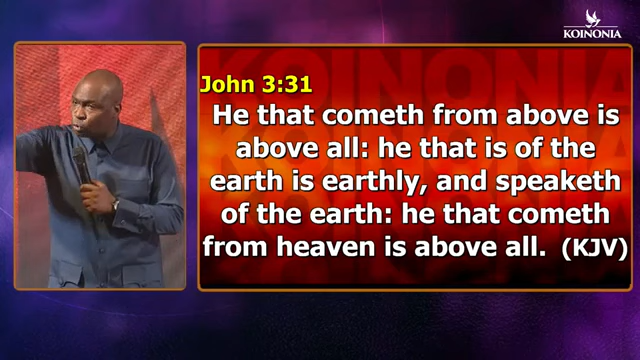 KOINONIA
John 3:31
He that cometh from above is
above all: he that is of the
earth is earthly, and speaketh
of the earth: he that cometh
from heaven is above all. (KJV)